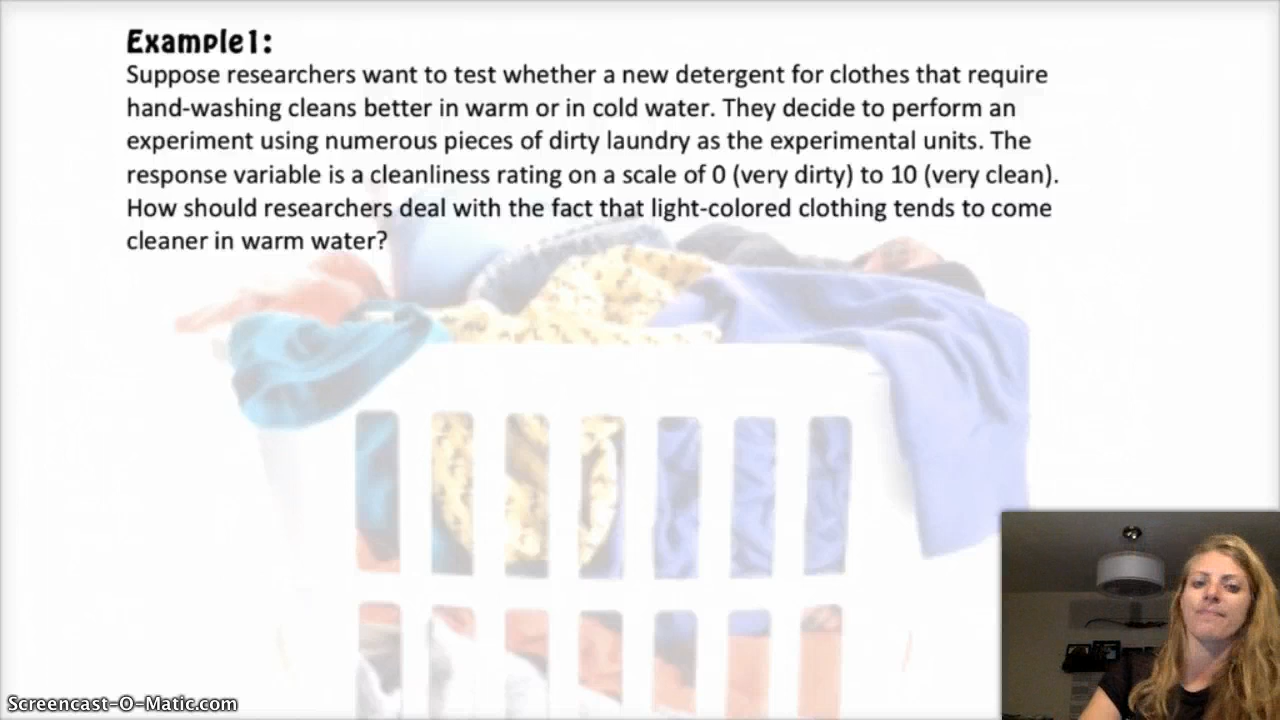 Example1:
Suppose researchers want to test whether a new detergent for clothes that require
hand-washing cleans better in warm or in cold water. They decide to perform an
experiment using numerous pieces of dirty laundry as the experimental units. The
response variable is a cleanliness rating on a scale of 0 (very dirty) to 10 (very clean).
How should researchers deal with the fact that light-colored clothing tends to come
cleaner in warm water?
Screencast-O-Matic.com